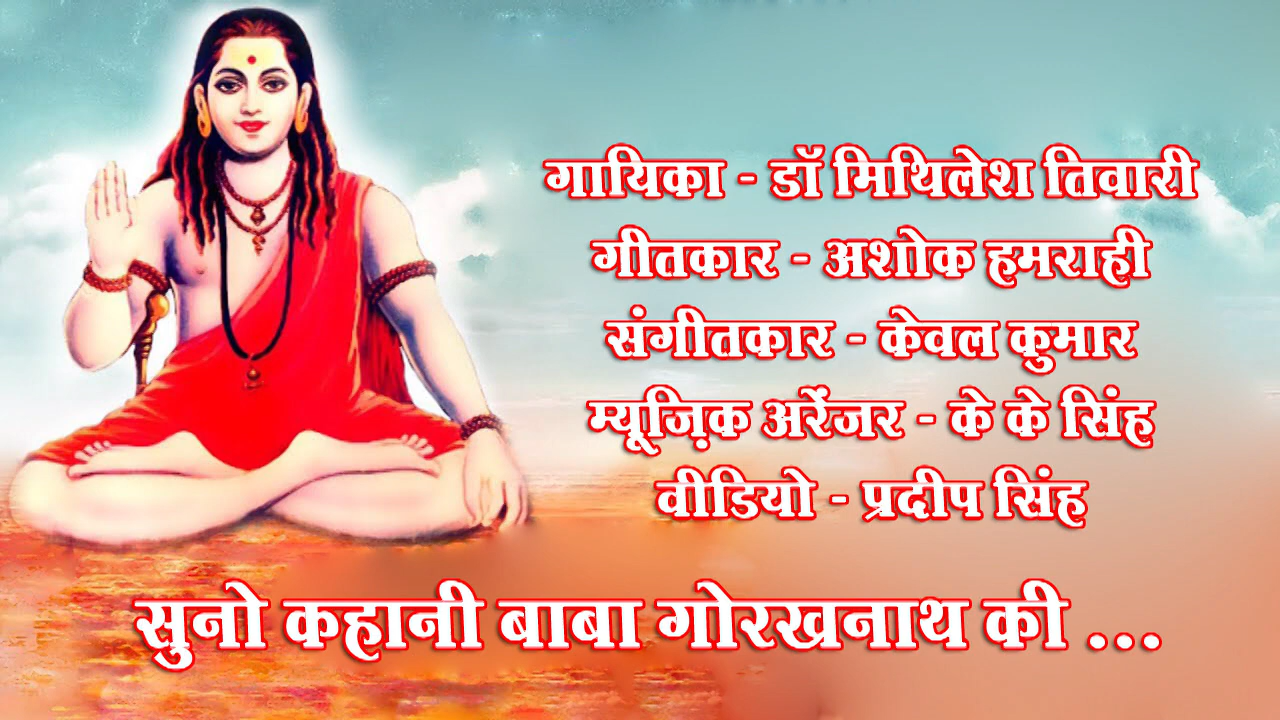 गायिका - डॉ मिथिलेश तिवारी
गीतकार - अशोक हमराही
संगीतकार - केवल कुमार
म्यूज़िक अरेंजर - के के सिंह
वीडियो - प्रदीप सिंह
सुनो कहानी बाबा गोरखनाथ की ...